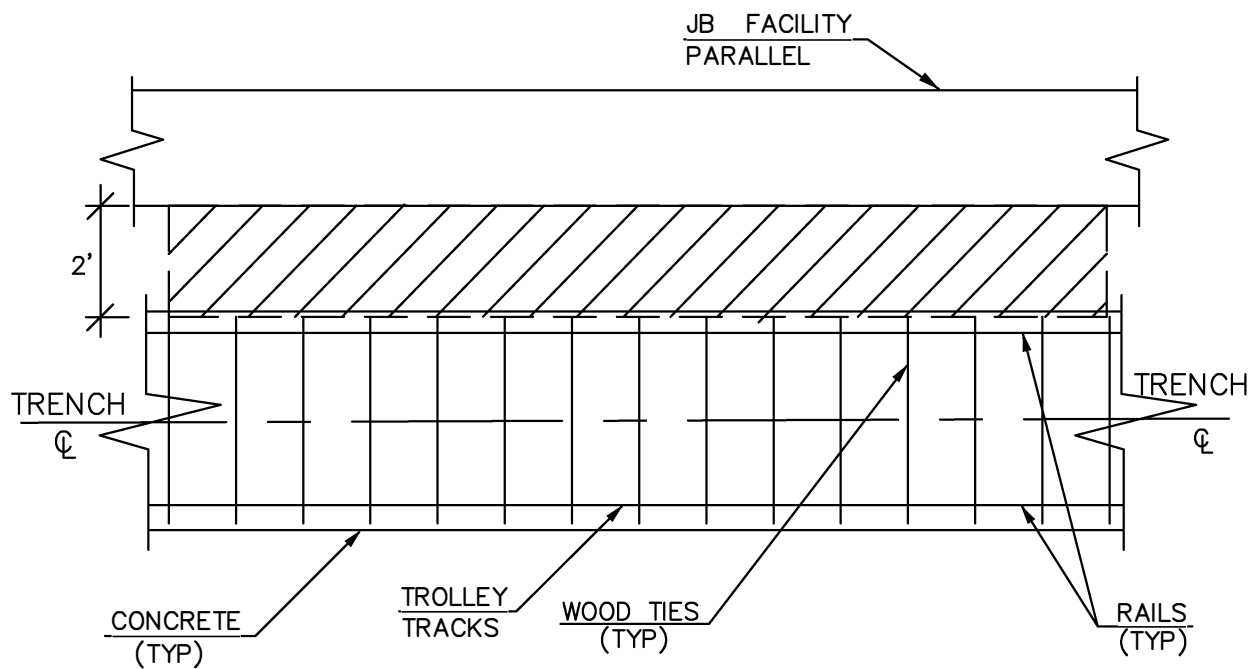 JB FACILITY
PARALLEL
2'
TRENCH
℄
TRENCH
℄
CONCRETE
(TYP)
TROLLEY
TRACKS
WOOD TIES
(TYP)
RAILS
(TYP)